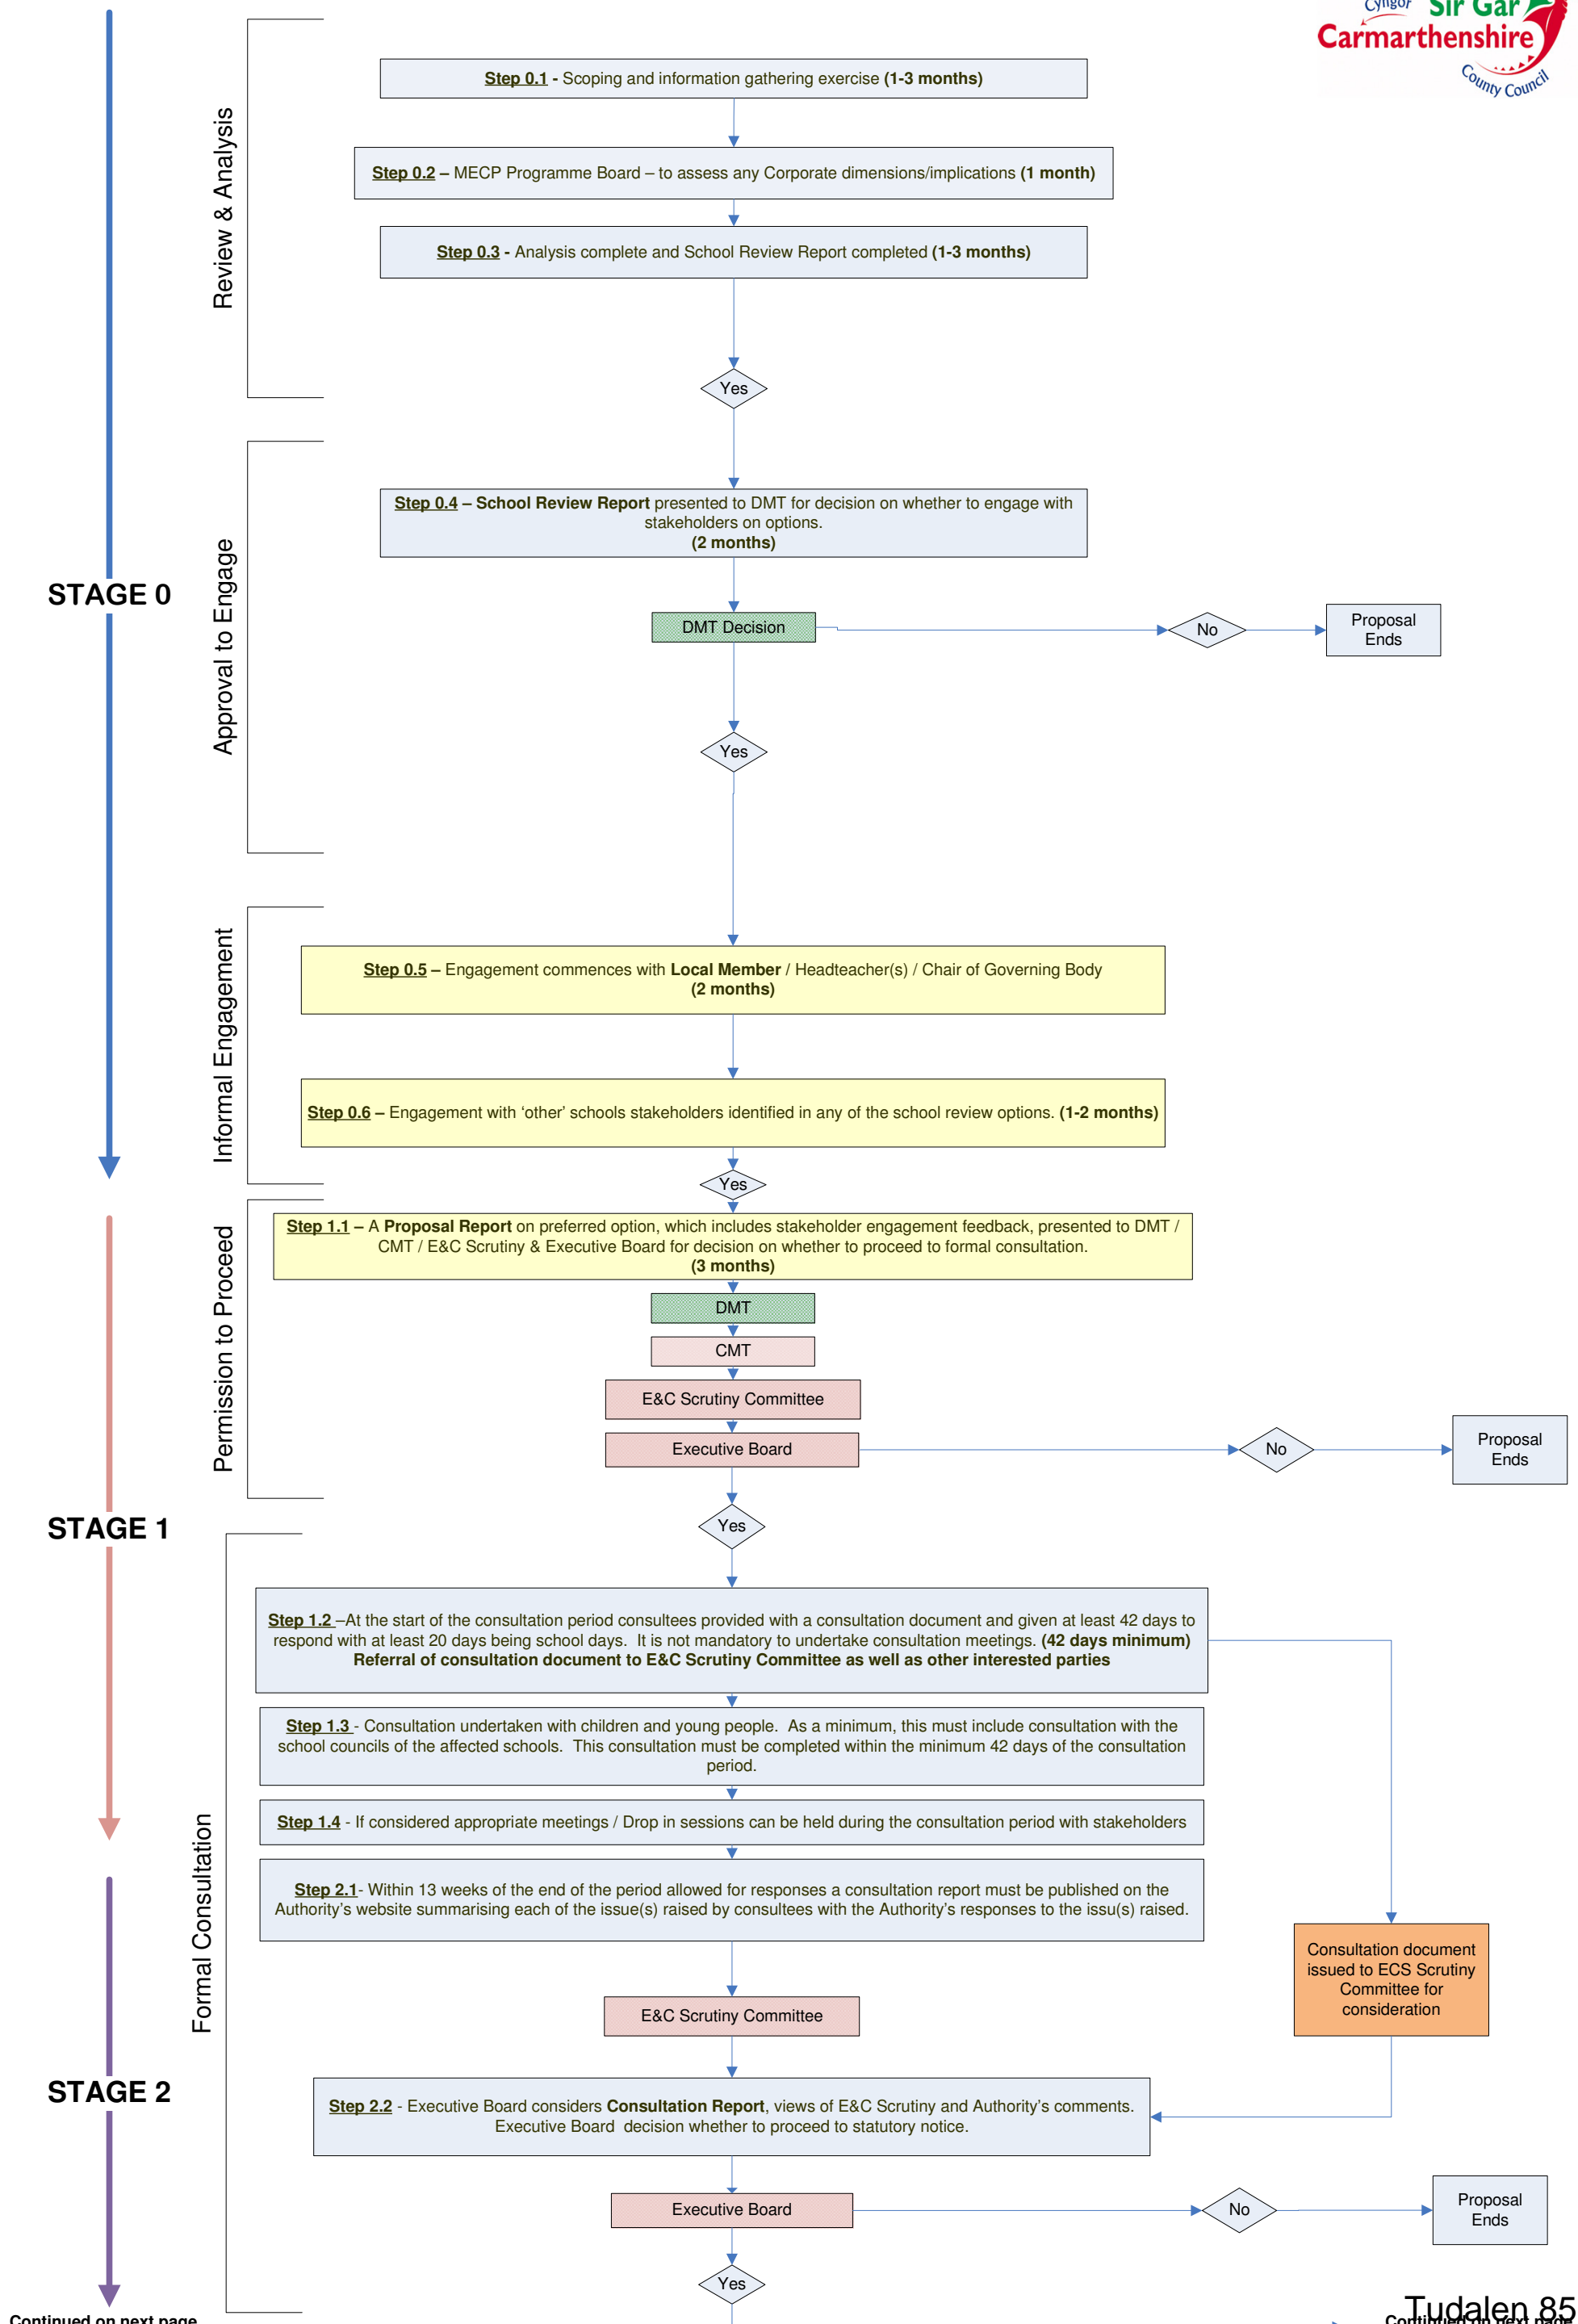 Cyngor Sir Gar
Carmarthenshire
County Council
Review & Analysis
Step 0.1 - Scoping and information gathering exercise (1-3 months)
Step 0.2 – MECP Programme Board – to assess any Corporate dimensions/implications (1 month)
Step 0.3 - Analysis complete and School Review Report completed (1-3 months)
Yes
STAGE 0
Approval to Engage
Step 0.4 – School Review Report presented to DMT for decision on whether to engage with
stakeholders on options.
(2 months)
DMT Decision
No
Proposal
Ends
Yes
Informal Engagement
Step 0.5 – Engagement commences with Local Member / Headteacher(s) / Chair of Governing Body
(2 months)
Step 0.6 – Engagement with ‘other’ schools stakeholders identified in any of the school review options. (1-2 months)
Yes
Permission to Proceed
Step 1.1 – A Proposal Report on preferred option, which includes stakeholder engagement feedback, presented to DMT /
CMT / E&C Scrutiny & Executive Board for decision on whether to proceed to formal consultation.
(3 months)
DMT
CMT
E&C Scrutiny Committee
Executive Board
No
Proposal
Ends
Yes
STAGE 1
Formal Consultation
Step 1.2 –At the start of the consultation period consultees provided with a consultation document and given at least 42 days to
respond with at least 20 days being school days. It is not mandatory to undertake consultation meetings. (42 days minimum)
Referral of consultation document to E&C Scrutiny Committee as well as other interested parties
Step 1.3 - Consultation undertaken with children and young people. As a minimum, this must include consultation with the
school councils of the affected schools. This consultation must be completed within the minimum 42 days of the consultation
period.
Step 1.4 - If considered appropriate meetings / Drop in sessions can be held during the consultation period with stakeholders
Step 2.1- Within 13 weeks of the end of the period allowed for responses a consultation report must be published on the
Authority’s website summarising each of the issue(s) raised by consultees with the Authority’s responses to the issu(s) raised.
Consultation document
issued to ECS Scrutiny
Committee for
consideration
E&C Scrutiny Committee
STAGE 2
Step 2.2 - Executive Board considers Consultation Report, views of E&C Scrutiny and Authority’s comments.
Executive Board decision whether to proceed to statutory notice.
Executive Board
No
Proposal
Ends
Yes
Tudalen 85
Continued on next page
Continued on next page